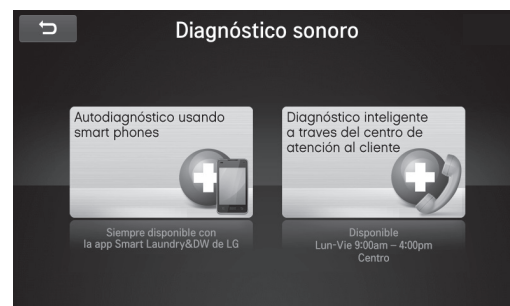 Diagnóstico sonoro
Autodiagnóstico usando
smart phones
Siempre disponible con
la app Smart Laundry&DW de LG
Diagnóstico inteligente
a traves del centro de
atención al cliente
Disponible
Lun-Vie 9:00am – 4:00pm
Centro